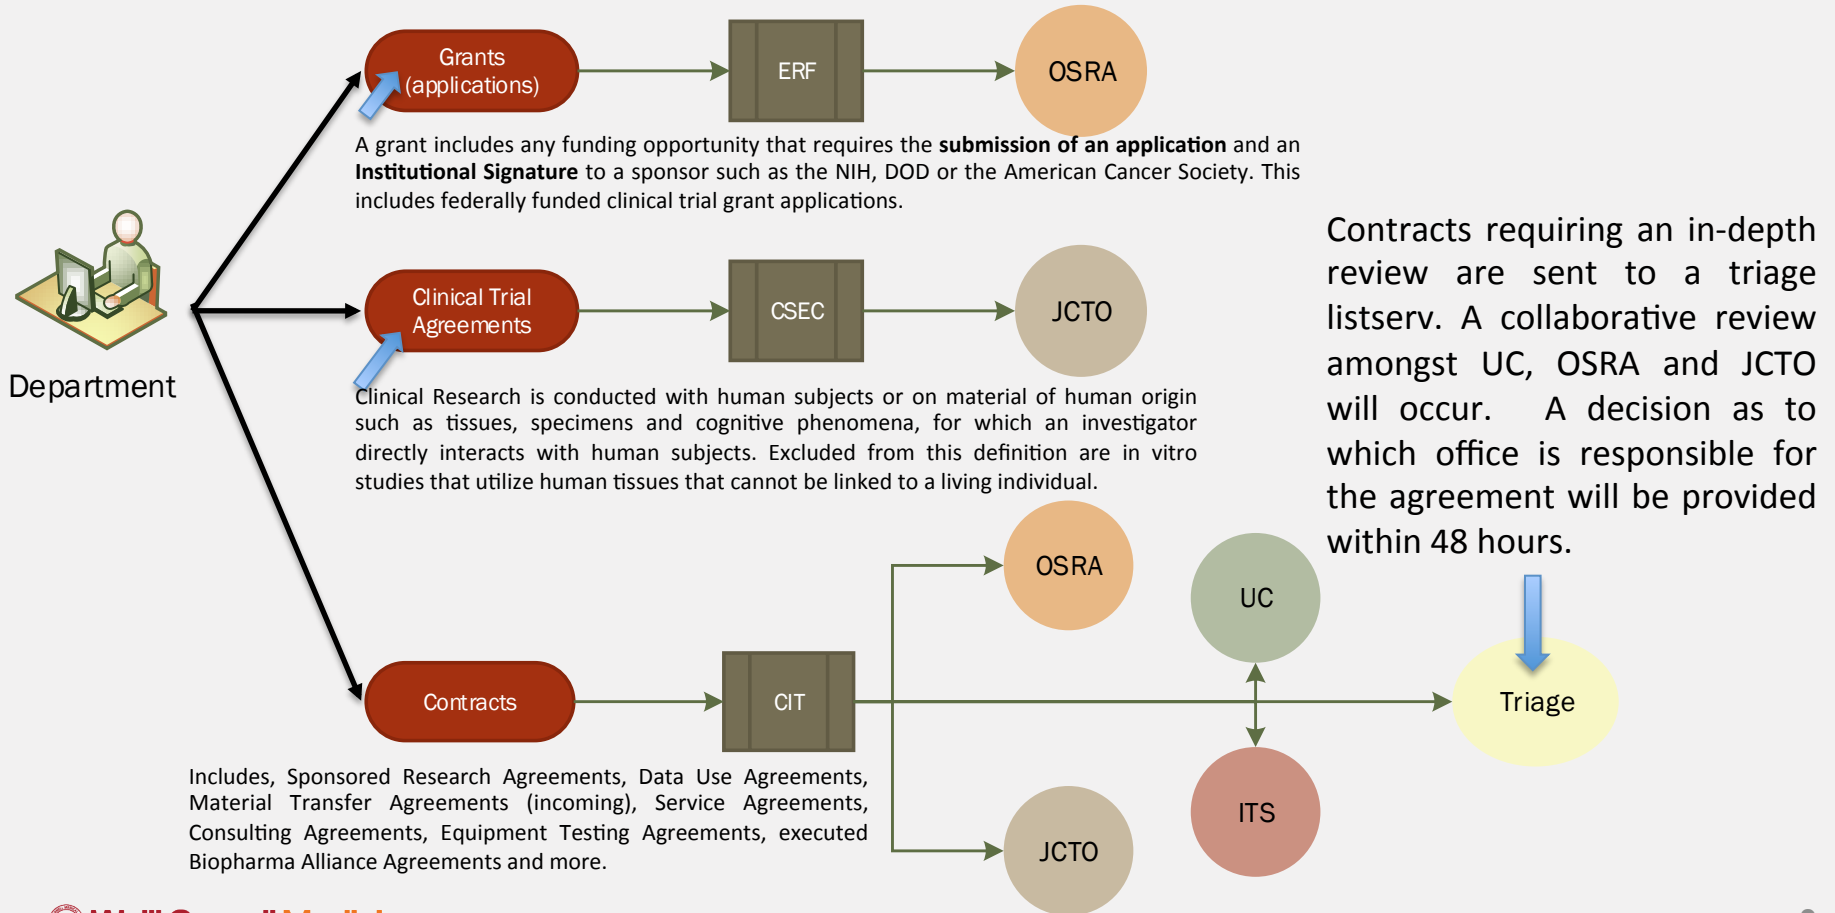 Grants
(applications)
ERF
OSRA
A grant includes any funding opportunity that requires the submission of an application and an
Institutional Signature to a sponsor such as the NIH, DOD or the American Cancer Society. This
includes federally funded clinical trial grant applications.
Department
Clinical Trial
Agreements
CSEC
JCTO
Clinical Research is conducted with human subjects or on material of human origin
such as tissues, specimens and cognitive phenomena, for which an investigator
directly interacts with human subjects. Excluded from this definition are in vitro
studies that utilize human tissues that cannot be linked to a living individual.
Contracts requiring an in-depth
review are sent to a triage
listserv. A collaborative review
amongst UC, OSRA and JCTO
will occur. A decision as to
which office is responsible for
the agreement will be provided
within 48 hours.
Contracts
CIT
OSRA
UC
Triage
ITS
JCTO
Includes, Sponsored Research Agreements, Data Use Agreements,
Material Transfer Agreements (incoming), Service Agreements,
Consulting Agreements, Equipment Testing Agreements, executed
Biopharma Alliance Agreements and more.